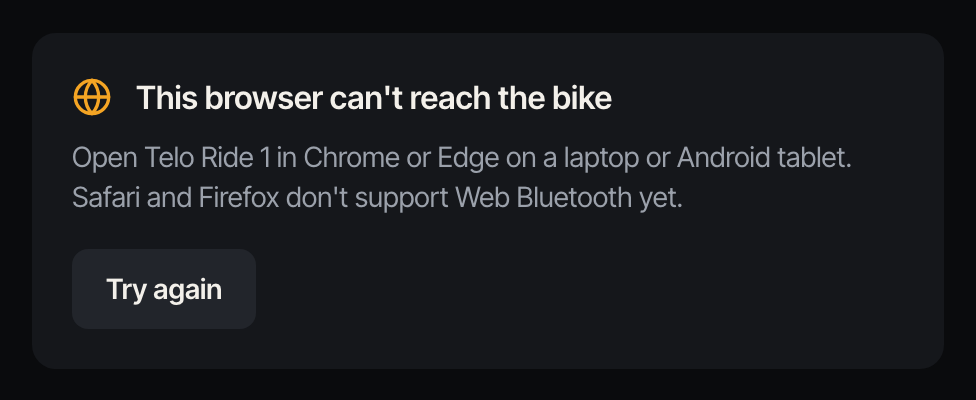 This browser can't reach the bike
Open Telo Ride 1 in Chrome or Edge on a laptop or Android tablet.
Safari and Firefox don't support Web Bluetooth yet.
Try again